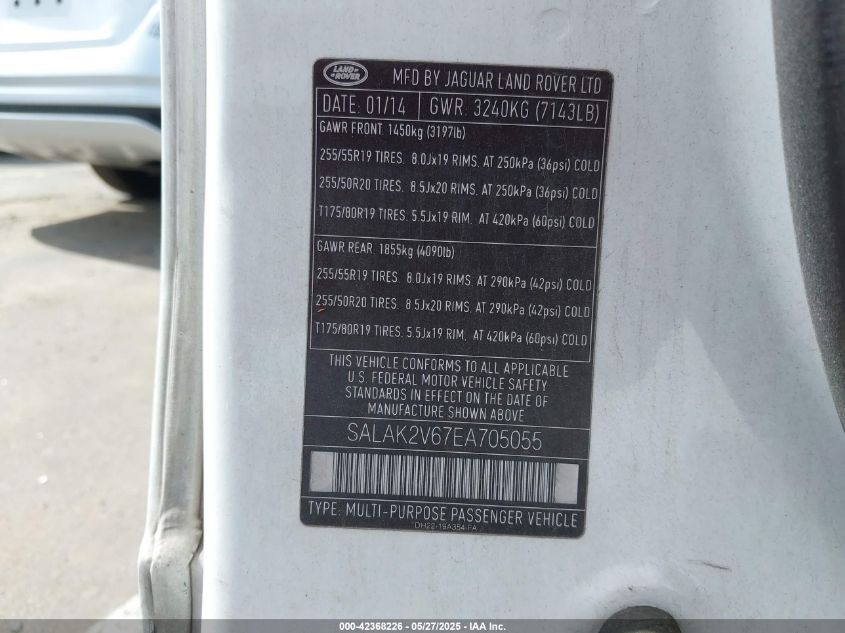 LAND ROVER
MFD BY JAGUAR LAND ROVER LTD
DATE: 01/14 GWR. 3240KG (7143LB)
GAWR FRONT. 1450kg (3197lb)
255/55R19 TIRES. 8.0Jx19 RIMS. AT 250kPa (36psi) COLD
255/50R20 TIRES. 8.5Jx20 RIMS. AT 250kPa (36psi) COLD
T175/80R19 TIRES. 5.5Jx19 RIM, AT 420kPa (60psi) COLD
GAWR REAR. 1855kg (4090lb)
255/55R19 TIRES. 8.0Jx19 RIMS. AT 290kPa (42psi) COLD
255/50R20 TIRES. 8.5Jx20 RIMS. AT 290kPa (42psi) COLD
T175/80R19 TIRES. 5.5Jx19 RIM, AT 420kPa (60psi) COLD
THIS VEHICLE CONFORMS TO ALL APPLICABLE
U.S. FEDERAL MOTOR VEHICLE SAFETY
STANDARDS IN EFFECT ON THE DATE OF
MANUFACTURE SHOWN ABOVE
SALAK2V67EA705055
TYPE: MULTI-PURPOSE PASSENGER VEHICLE
DH22-19A354-FA
000-42368226 - 05/27/2025 - IAA Inc.